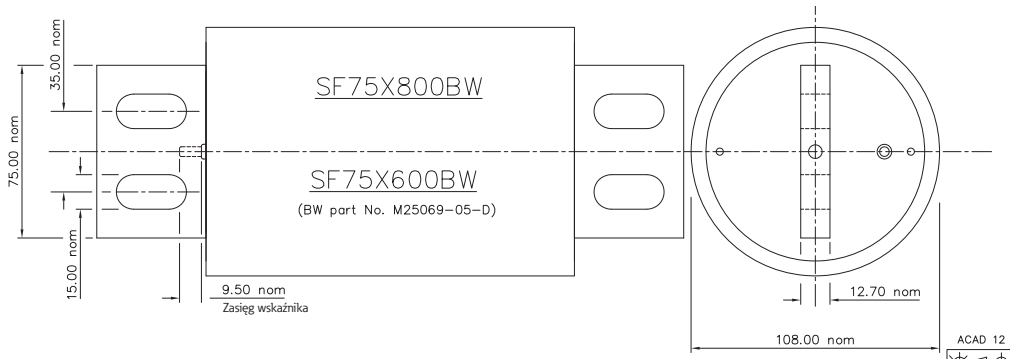 35.00 nom
75.00 nom
15.00 nom
SF75X800BW
SF75X600BW
(BW part No. M25069-05-D)
9.50 nom
Zasięg wskaźnika
12.70 nom
108.00 nom
ACAD 12